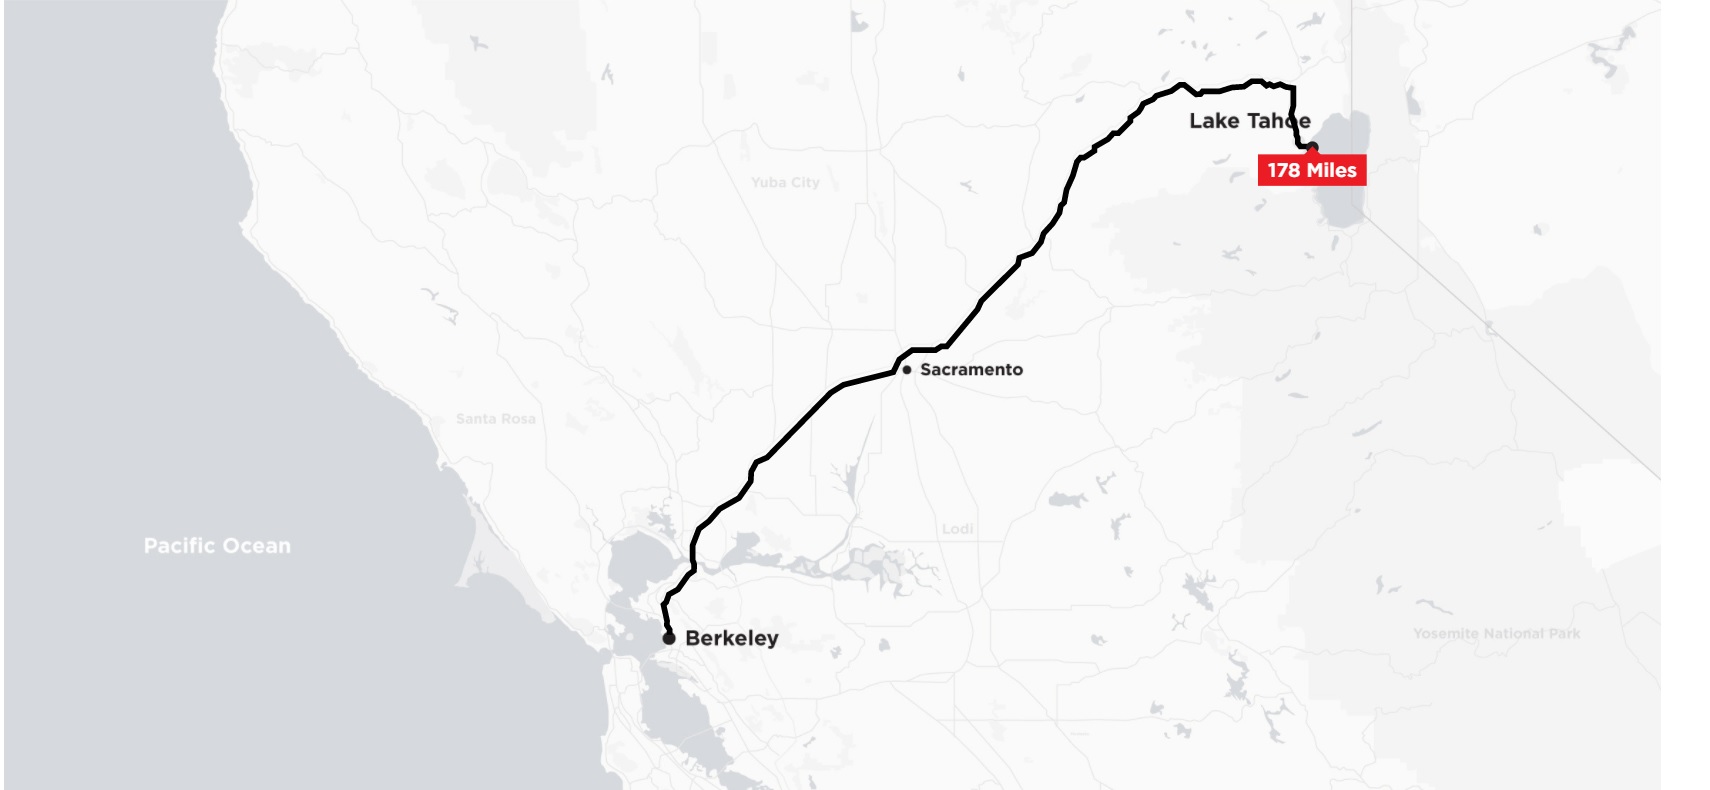 Lake Tahoe
178 Miles
Yuba City
Sacramento
Santa Rosa
Lodi
Pacific Ocean
Berkeley
Yosemite National Park